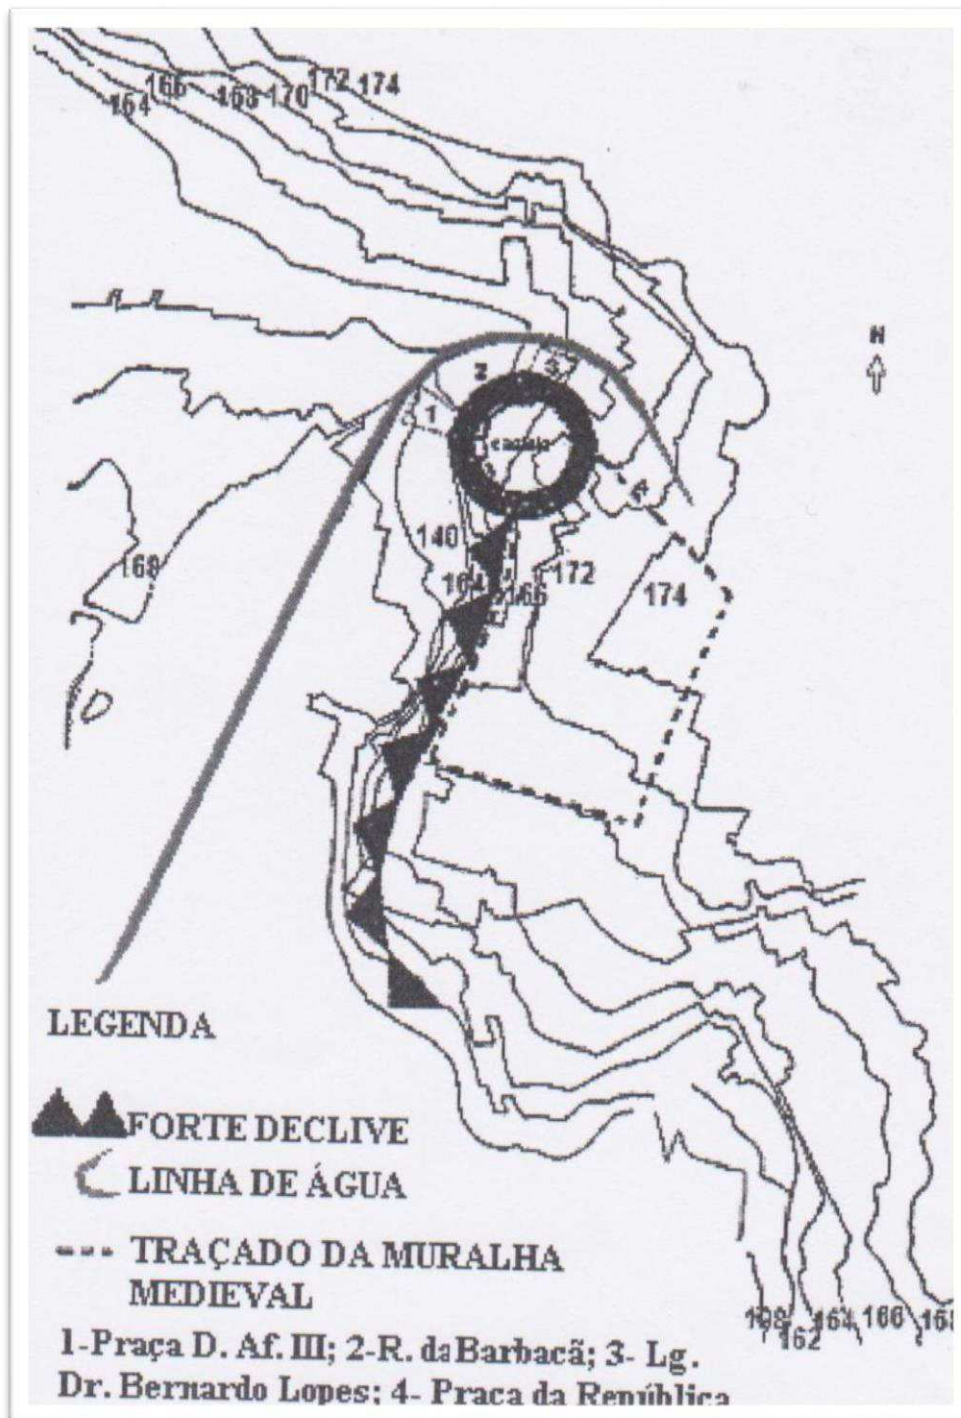 172
174
166
168
170
164
N
2
1
castelo
4
140
172
164
166
174
168
LEGENDA
FORTE DECLIVE
LINHA DE ÁGUA
TRAÇADO DA MURALHA
MEDIEVAL
162
164
166
1-Praça D. Af. III; 2-R. da Barbacã; 3- Lg.
Dr. Bernardo Lopes; 4- Praça da República